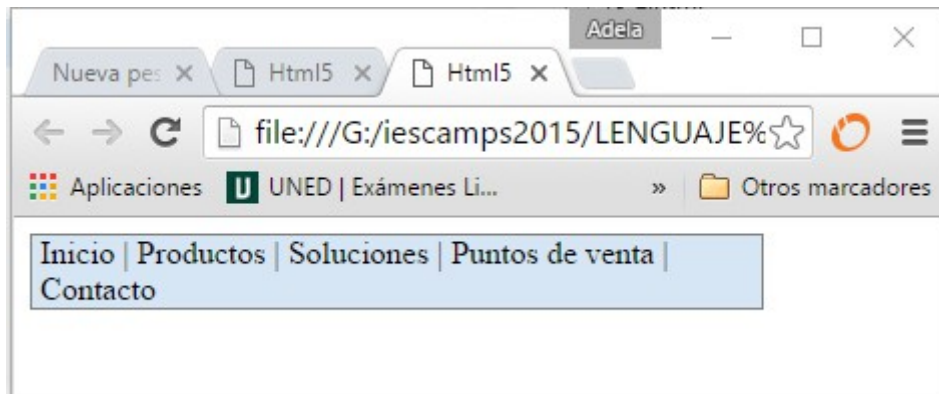 Adela
Nueva pes Html5 Html5
file:///G:/iescamps2015/LENGUAJE%
Aplicaciones U UNED | Exámenes Li... » Otros marcadores
Inicio | Productos | Soluciones | Puntos de venta |
Contacto